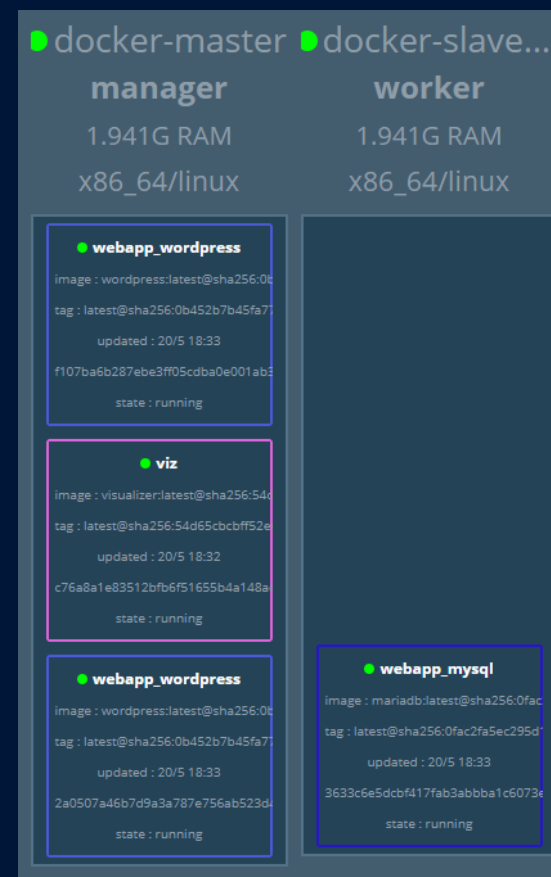 docker-master
manager
1.941G RAM
x86_64/linux
webapp_wordpress
image : wordpress:latest@sha256:0b
tag : latest@sha256:0b452b7b45fa77
updated : 20/5 18:33
f107ba6b287ebe3ff05cdba0e001ab3
state : running
viz
image : visualizer:latest@sha256:54d
tag : latest@sha256:54d65cbcbff52e
updated : 20/5 18:32
c76a8a1e83512bfb6f51655b4a148a
state : running
webapp_wordpress
image : wordpress:latest@sha256:0b
tag : latest@sha256:0b452b7b45fa77
updated : 20/5 18:33
2a0507a46b7d9a3a787e756ab523d4
state : running
docker-slave...
worker
1.941G RAM
x86_64/linux
webapp_mysql
image : mariadb:latest@sha256:0fac
tag : latest@sha256:0fac2fa5ec295d1
updated : 20/5 18:33
3633c6e5dcbf417fab3abbba1c6073e
state : running